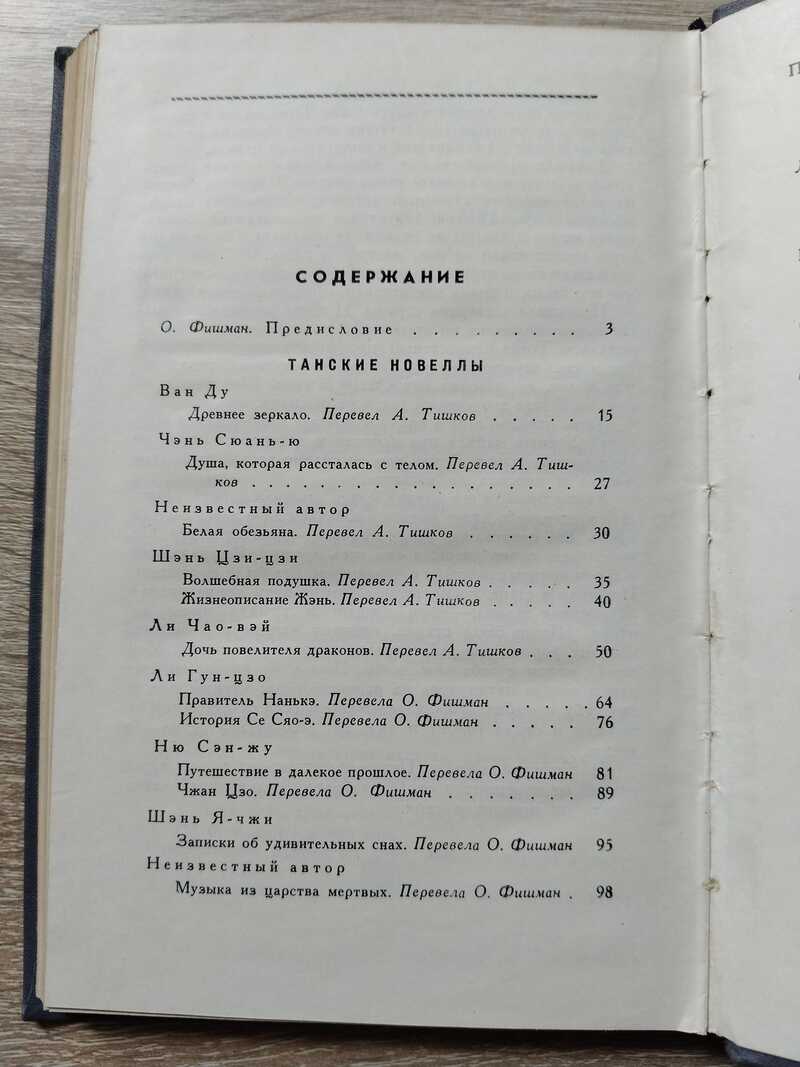 СОДЕРЖАНИЕ
О. Фишман. Предисловие . . . . . . . . . 3
ТАНСКИЕ НОВЕЛЛЫ
Ван Ду
Древнее зеркало. Перевел А. Тишков . . . . . 15
Чэнь Сюань-ю
Душа, которая рассталась с телом. Перевел А. Тиш-
ков . . . . . . . . . . . . . . . . . . 27
Неизвестный автор
Белая обезьяна. Перевел А. Тишков . . . . . . 30
Шэнь Цзи-цзи
Волшебная подушка. Перевел А. Тишков . . . . . 35
Жизнеописание Жэнь. Перевел А. Тишков . . . . . 40
Ли Чао-вэй
Дочь повелителя драконов. Перевел А. Тишков . . . 50
Ли Гун-цзо
Правитель Нанькэ. Перевела О. Фишман . . . . . 64
История Се Сяо-э. Перевела О. Фишман . . . . . 76
Ню Сэн-жу
Путешествие в далекое прошлое. Перевела О. Фишман 81
Чжан Цзо. Перевела О. Фишман . . . . . . . 89
Шэнь Я-чжи
Записки об удивительных снах. Перевела О. Фишман 95
Неизвестный автор
Музыка из царства мертвых. Перевела О. Фишман . 98